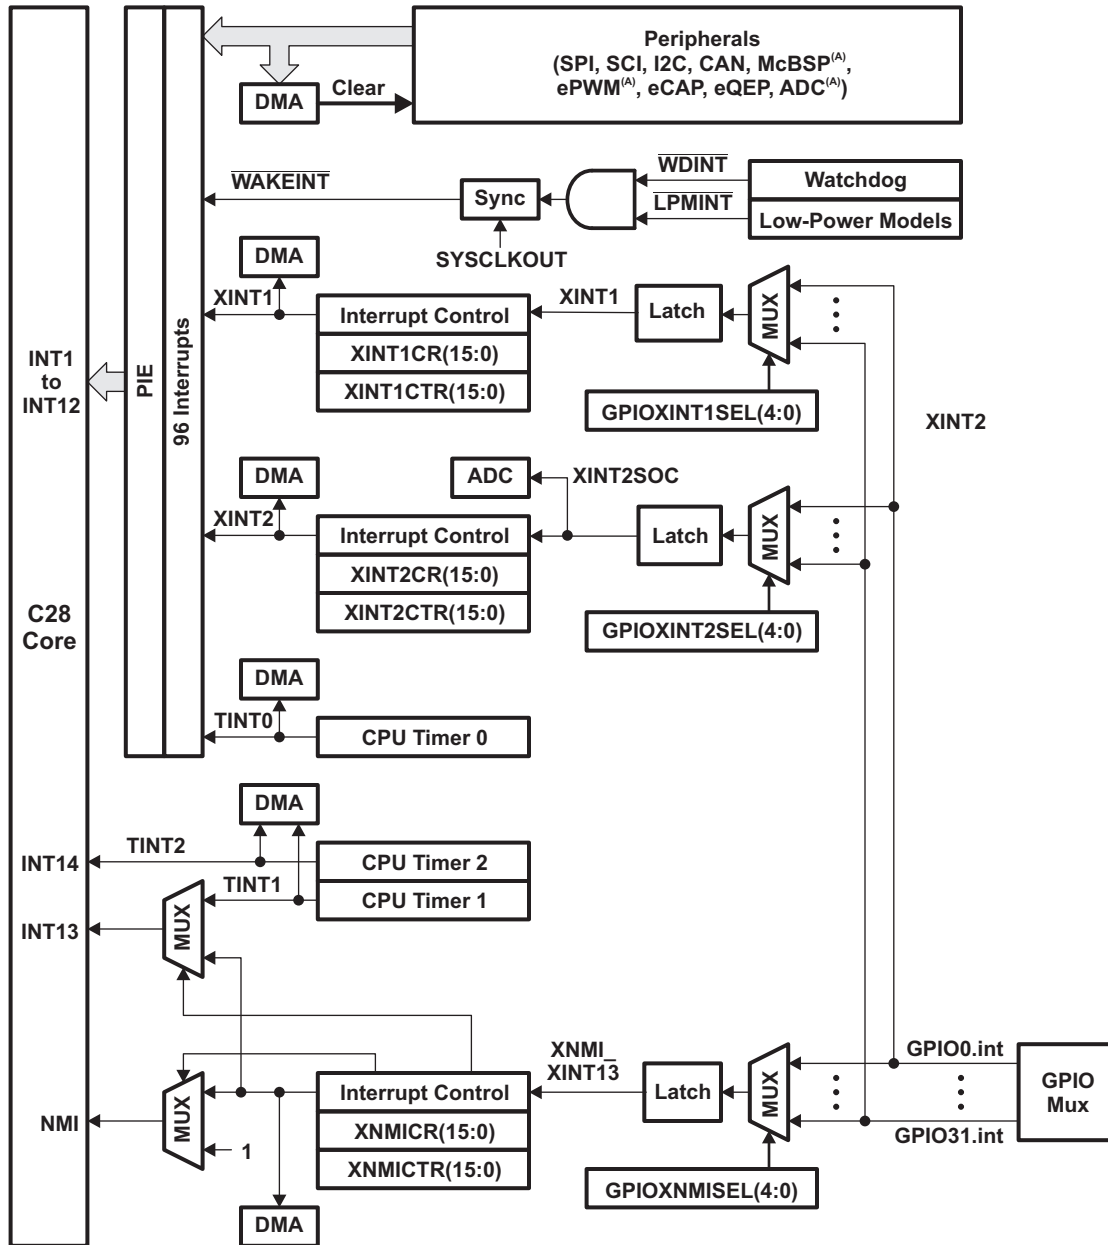 Peripherals
(SPI, SCI, I2C, CAN, McBSP(A),
ePWM(A), eCAP, eQEP, ADC(A))
DMA
Clear
WAKEINT
Sync
SYSCLKOUT
WDINT
LPMINT
Watchdog
Low-Power Models
DMA
XINT1
Interrupt Control
XINT1CR(15:0)
XINT1CTR(15:0)
XINT1
Latch
MUX
GPIOXINT1SEL(4:0)
INT1
to
INT12
PIE
96 Interrupts
XINT2
DMA
XINT2
ADC
XINT2SOC
Interrupt Control
XINT2CR(15:0)
XINT2CTR(15:0)
Latch
MUX
GPIOXINT2SEL(4:0)
C28
Core
DMA
TINT0
CPU Timer 0
DMA
INT14
TINT2
CPU Timer 2
TINT1
CPU Timer 1
INT13
MUX
XNMI_
XINT13
Interrupt Control
XNMICR(15:0)
XNMICTR(15:0)
Latch
MUX
GPIO0.int
GPIO31.int
GPIO
Mux
NMI
MUX
1
GPIOXNMISEL(4:0)
DMA